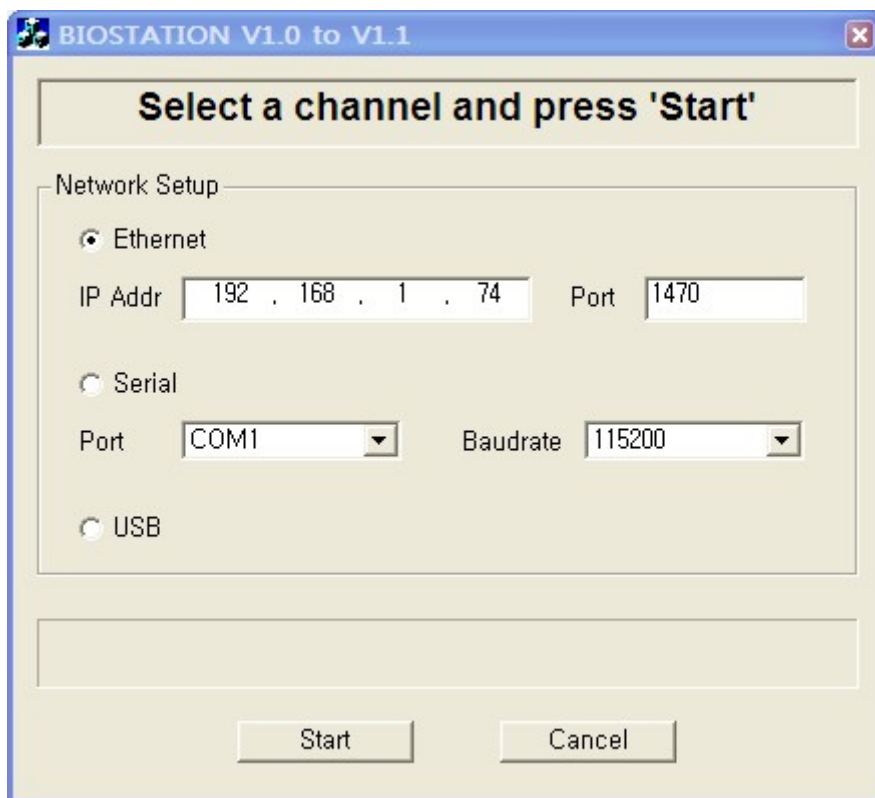 BIOSTATION V1.0 to V1.1
Select a channel and press 'Start'
Network Setup
Ethernet
IP Addr 192 . 168 . 1 . 74 Port 1470
Serial
Port COM1 Baudrate 115200
USB
Start Cancel